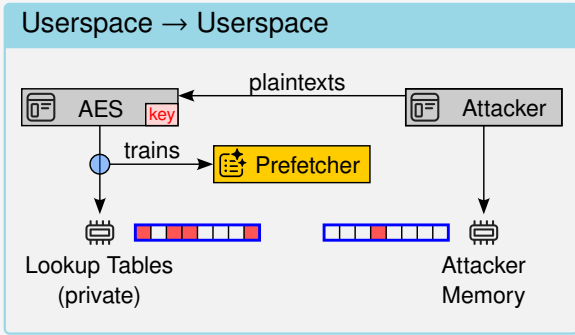 Userspace → Userspace
plaintexts
AES
key
Attacker
trains
Prefetcher
Lookup Tables
(private)
Attacker
Memory